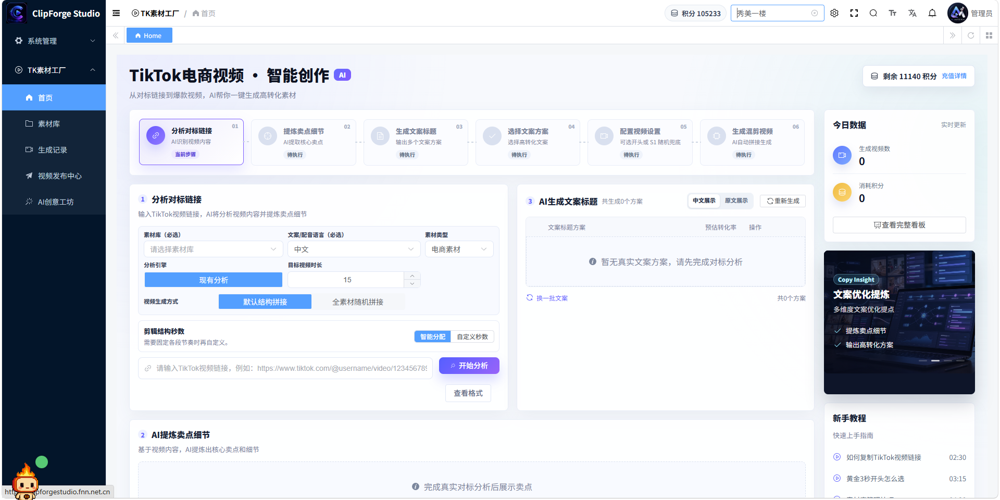 ClipForge Studio
TK素材工厂 / 首页
积分 105233
秀美一楼
管理员
系统管理
TK素材工厂
首页
素材库
生成记录
视频发布中心
AI创意工坊
Home
TikTok电商视频 · 智能创作 AI
从对标链接到爆款视频，AI帮你一键生成高转化素材
剩余 11140 积分 充值详情
分析对标链接 01
AI识别视频内容
当前步骤
提炼卖点细节 02
AI提取核心卖点
待执行
生成文案标题 03
输出多个文案方案
待执行
选择文案方案 04
选择高转化文案
待执行
配置视频设置 05
可选开头或 S1 随机兜底
待执行
生成混剪视频 06
AI自动拼接生成
待执行
1 分析对标链接
输入TikTok视频链接，AI将分析视频内容并提炼卖点细节
素材库（必选） 文案/配音语言（必选） 素材类型
请选择素材库 中文 电商素材
分析引擎 目标视频时长
现有分析 15
视频生成方式 默认结构拼接 全素材随机拼接
剪辑结构秒数
需要固定各段节奏时再自定义。
智能分配 自定义秒数
请输入TikTok视频链接，例如：https://www.tiktok.com/@username/video/123456789
开始分析
查看格式
3 AI生成文案标题 共生成0个方案
中文展示 原文展示 重新生成
文案标题方案 预估转化率 操作
暂无真实文案方案，请先完成对标分析
换一批文案 共0个方案
2 AI提炼卖点细节
基于视频内容，AI提炼出核心卖点和细节
完成真实对标分析后展示卖点
今日数据 实时更新
生成视频数
0
消耗积分
0
查看完整看板
Copy Insight
文案优化提炼
多维度文案优化提点
提炼卖点细节
输出高转化方案
新手教程
快速上手指南
如何复制TikTok视频链接 02:30
黄金3秒开头怎么选 03:15
pforgestudio.fnn.net.cn